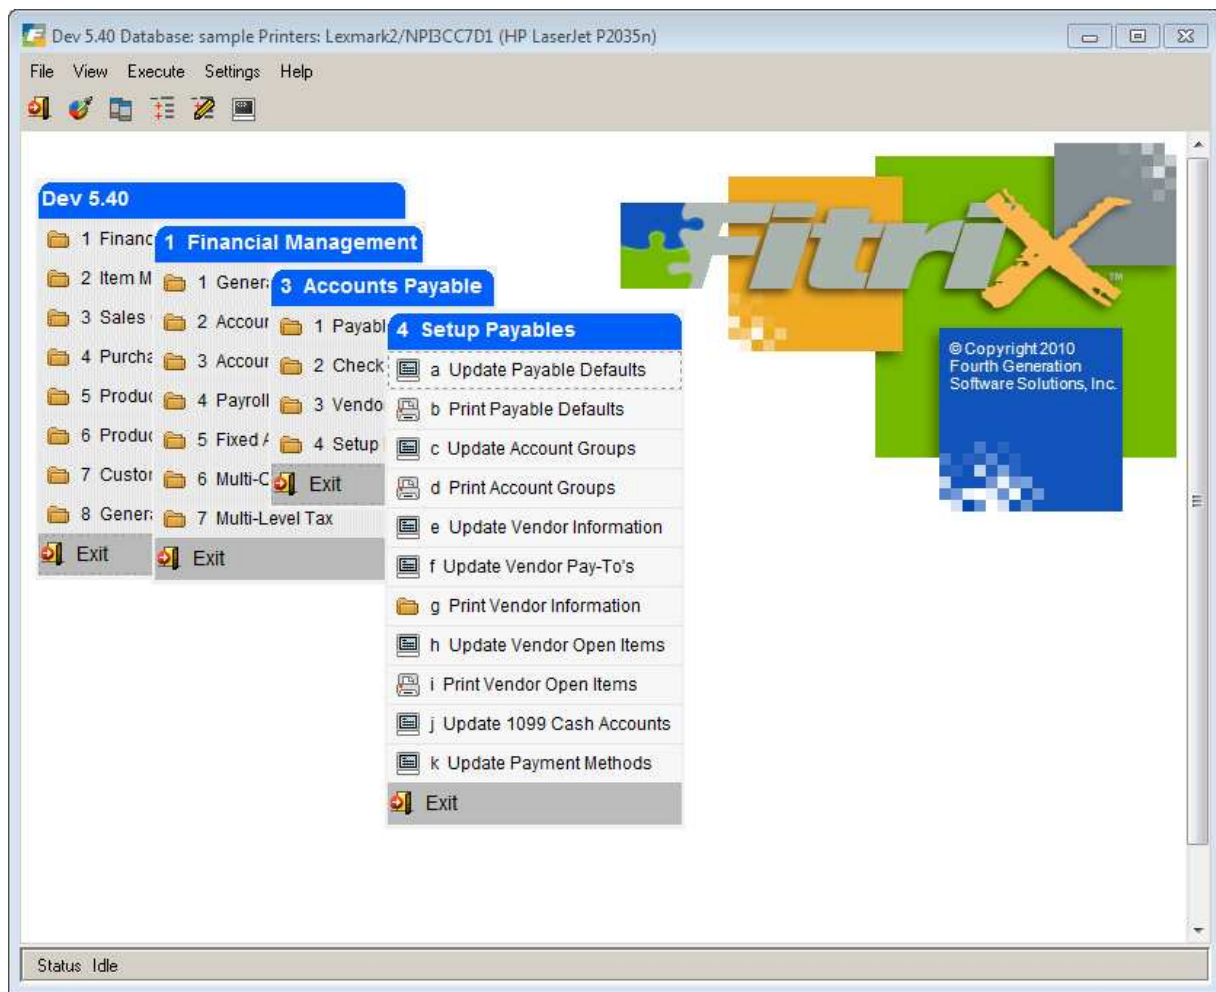 Dev 5.40 Database: sample Printers: Lexmark2/NPI3CC7D1 (HP LaserJet P2035n)
File View Execute Settings Help
Fitrix
TM
© Copyright 2010
Fourth Generation
Software Solutions, Inc.
Dev 5.40
1 Financ
2 Item M
3 Sales
4 Purcha
5 Produc
6 Produc
7 Custor
8 Genera
Exit
1 Financial Management
1 Genera
2 Accour
3 Accour
4 Payroll
5 Fixed A
6 Multi-C
7 Multi-Level Tax
Exit
3 Accounts Payable
1 Payabl
2 Check
3 Vendo
4 Setup
Exit
4 Setup Payables
a Update Payable Defaults
b Print Payable Defaults
c Update Account Groups
d Print Account Groups
e Update Vendor Information
f Update Vendor Pay-To's
g Print Vendor Information
h Update Vendor Open Items
i Print Vendor Open Items
j Update 1099 Cash Accounts
k Update Payment Methods
Exit
Status Idle